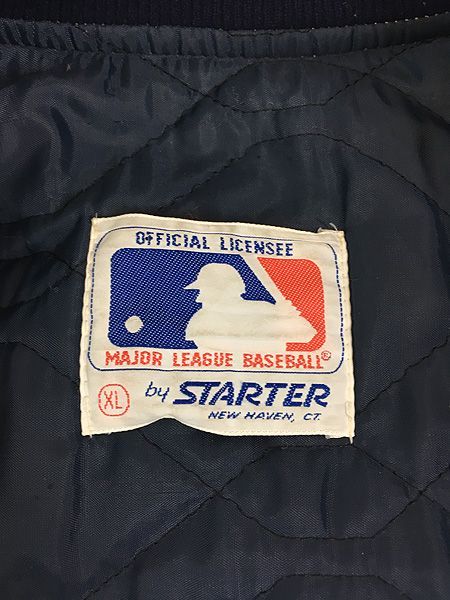 OFFICIAL LICENSEE
MAJOR LEAGUE BASEBALL®
XL by STARTER
NEW HAVEN, CT.